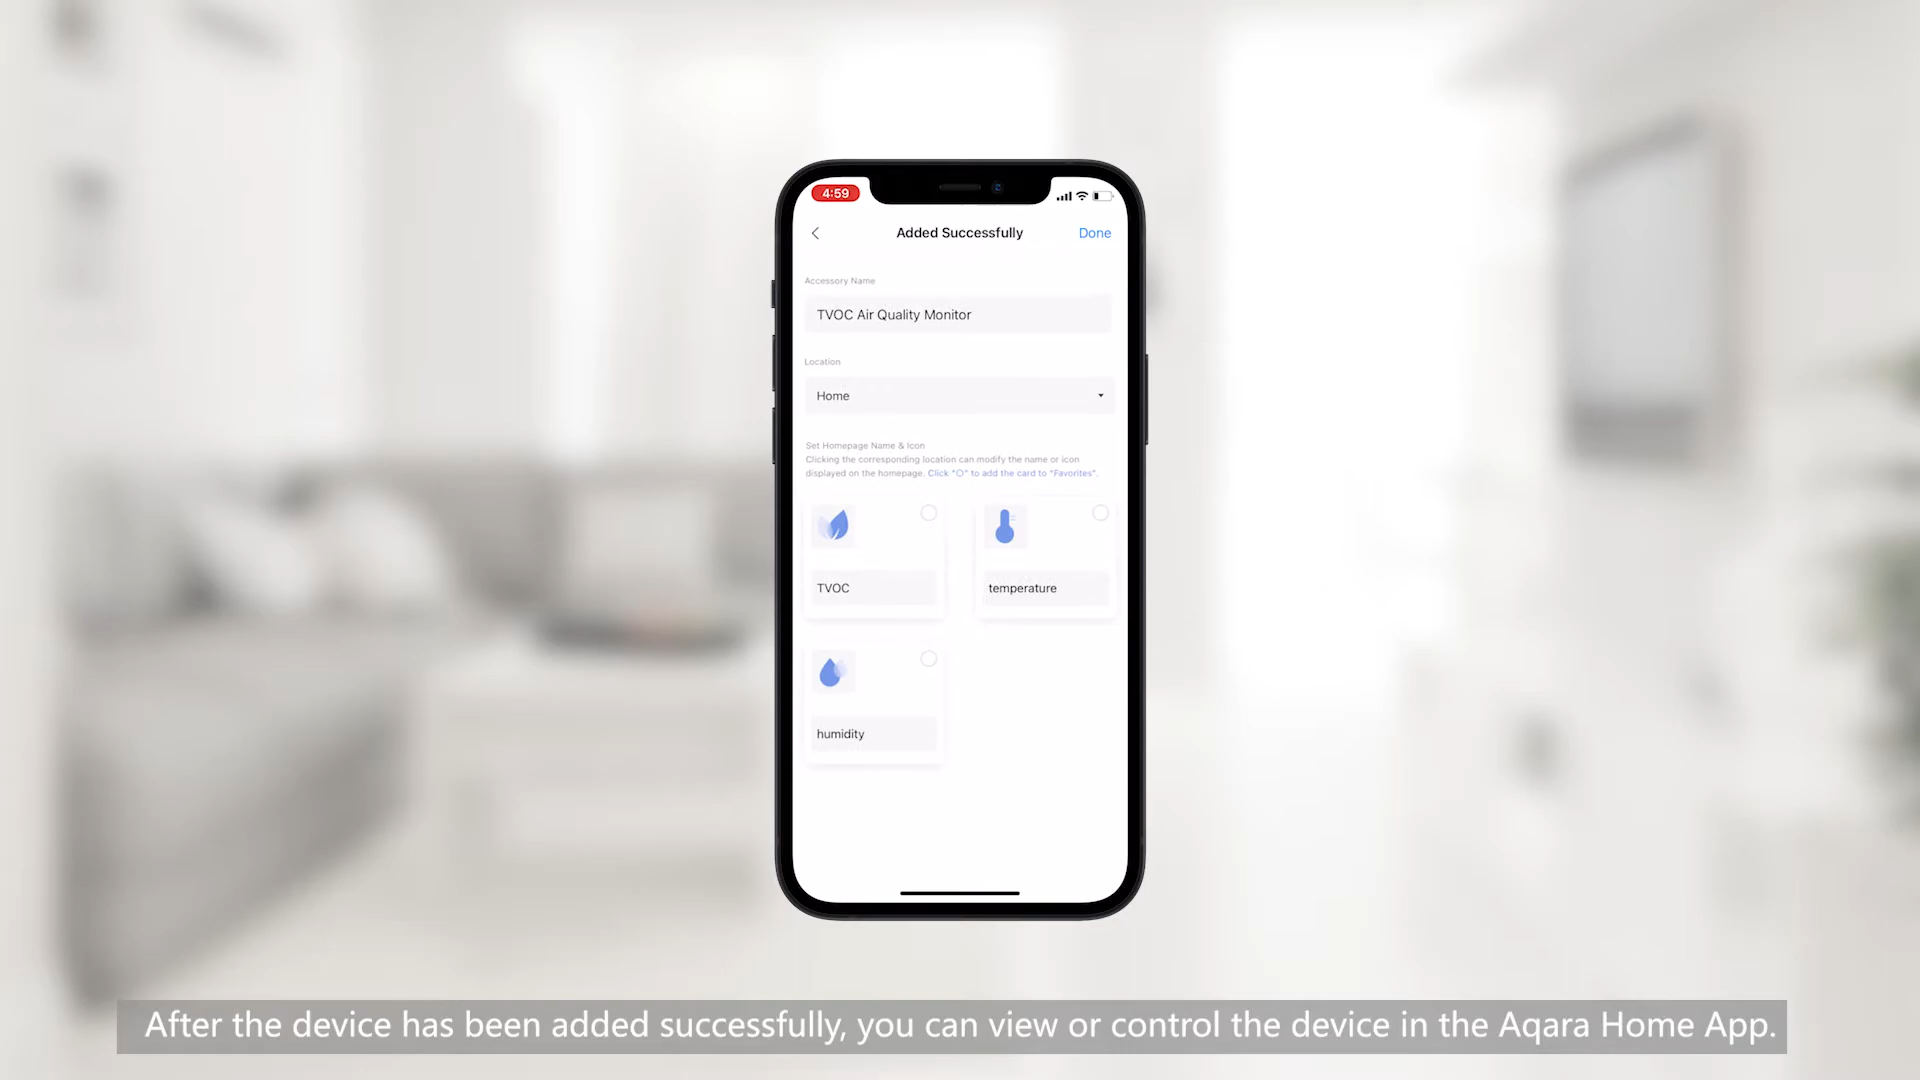 4:59
Added Successfully
Done
Accessory Name
TVOC Air Quality Monitor
Location
Home
Set Homepage Name & Icon
Clicking the corresponding location can modify the name or icon
displayed on the homepage. Click "O" to add the card to "Favorites".
TVOC
temperature
humidity
After the device has been added successfully, you can view or control the device in the Aqara Home App.